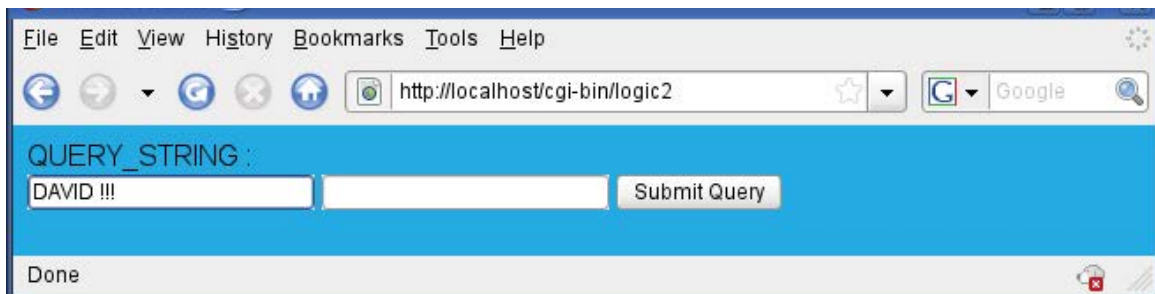 File Edit View History Bookmarks Tools Help
http://localhost/cgi-bin/logic2 G Google
QUERY_STRING :
DAVID !!! Submit Query
Done